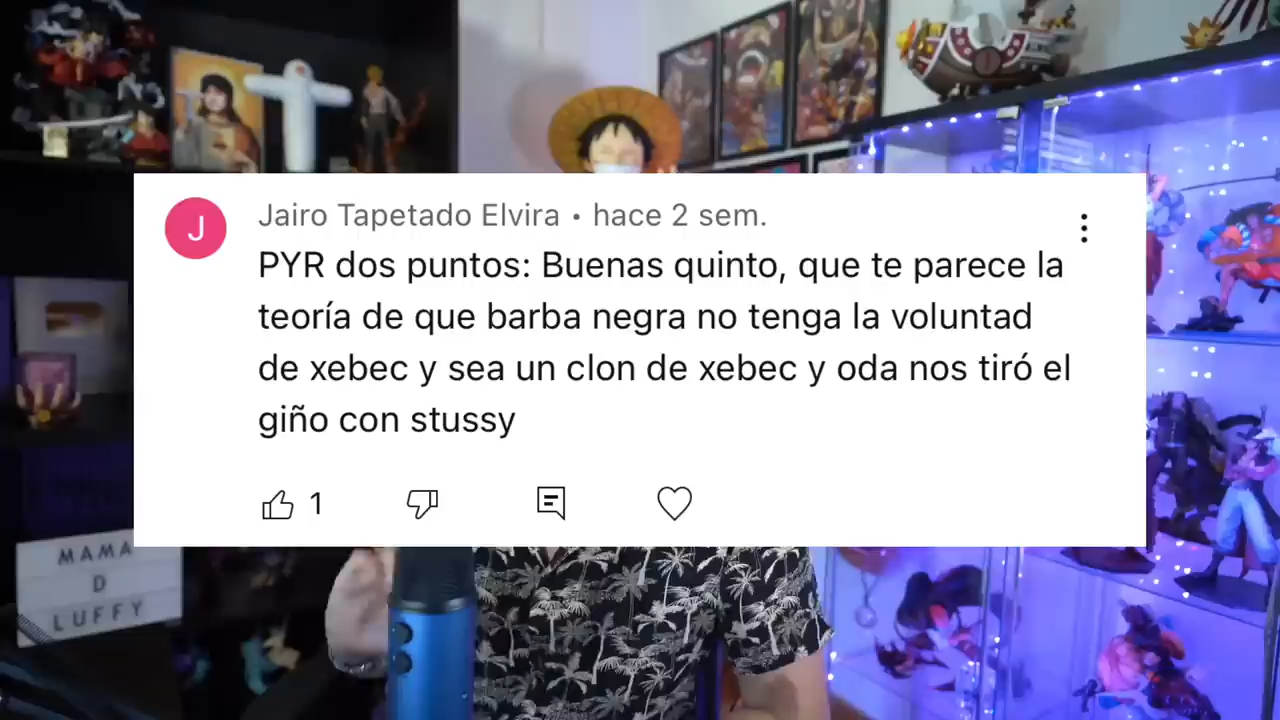 J
Jairo Tapetado Elvira • hace 2 sem.
PYR dos puntos: Buenas quinto, que te parece la
teoría de que barba negra no tenga la voluntad
de xebec y sea un clon de xebec y oda nos tiró el
giño con stussy
1
MAMA
D
LUFFY